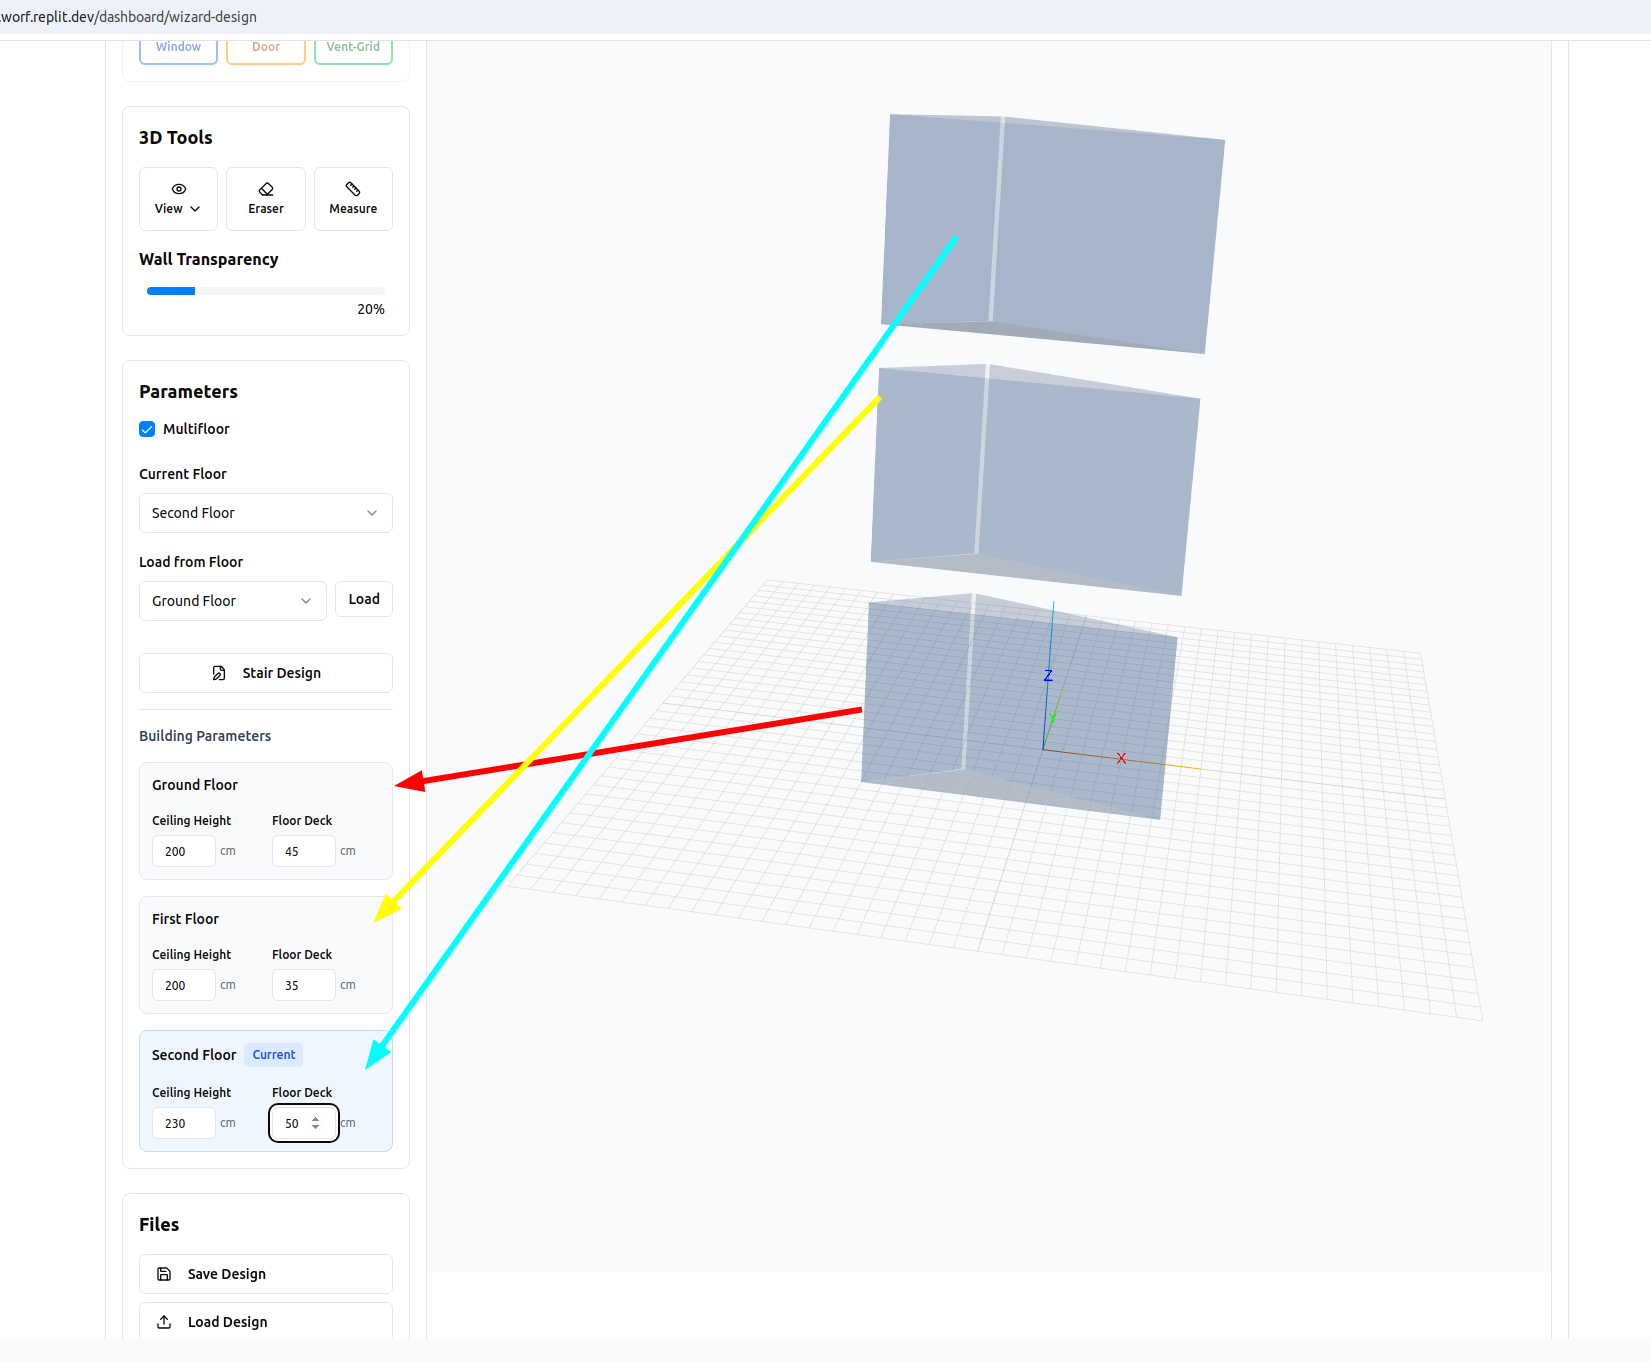 .worf.replit.dev/dashboard/wizard-design
Window Door Vent-Grid
3D Tools
View Eraser Measure
Wall Transparency
20%
Parameters
Multifloor
Current Floor
Second Floor
Load from Floor
Ground Floor Load
Stair Design
Building Parameters
Ground Floor
Ceiling Height Floor Deck
200 cm 45 cm
First Floor
Ceiling Height Floor Deck
200 cm 35 cm
Second Floor Current
Ceiling Height Floor Deck
230 cm 50 cm
Files
Save Design
Load Design
Z
Y
X